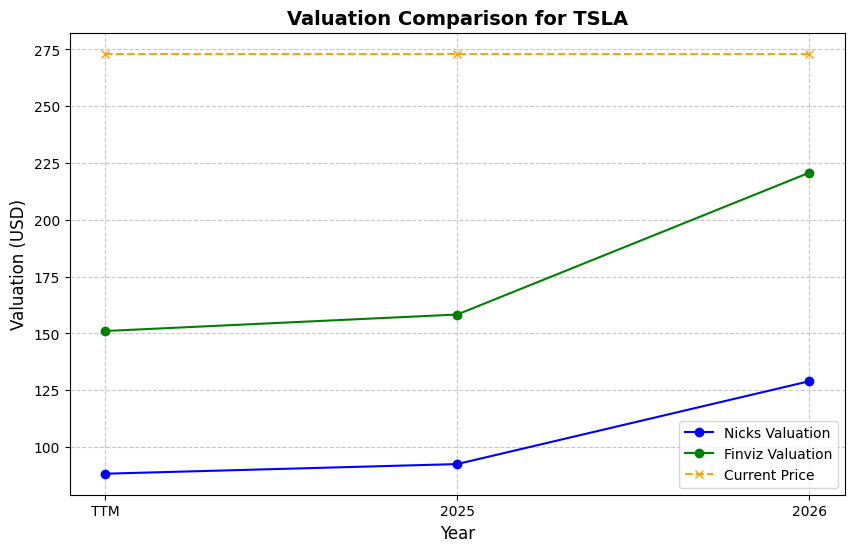 Valuation Comparison for TSLA
275
250
225
200
175
150
125
100
Valuation (USD)
TTM
2025
2026
Year
Nicks Valuation
Finviz Valuation
Current Price